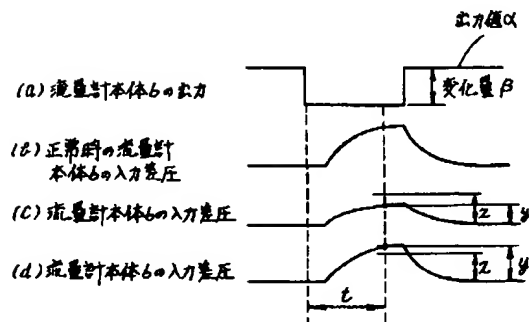 出力値α
(a) 流量計本体6の出力
変化量β
(b) 正常時の流量計
本体6の入力差圧
(c) 流量計本体6の入力差圧
z
y
(d) 流量計本体6の入力差圧
z
y
t